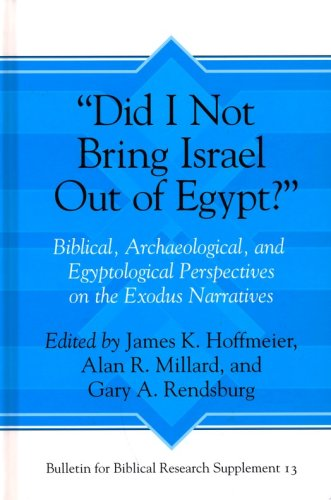 “Did I Not
Bring Israel
Out of Egypt?”
Biblical, Archaeological, and
Egyptological Perspectives
on the Exodus Narratives
Edited by James K. Hoffmeier,
Alan R. Millard, and
Gary A. Rendsburg
Bulletin for Biblical Research Supplement 13